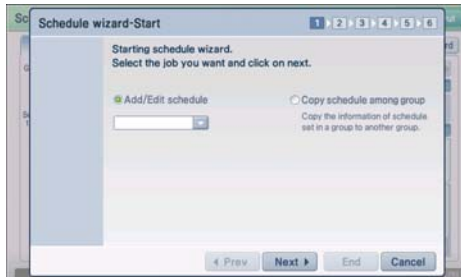 Sc
Schedule wizard-Start
1 2 3 4 5 6
Starting schedule wizard.
Select the job you want and click on next.
Add/Edit schedule
Copy schedule among group
Copy the information of schedule
set in a group to another group.
Prev
Next
End
Cancel